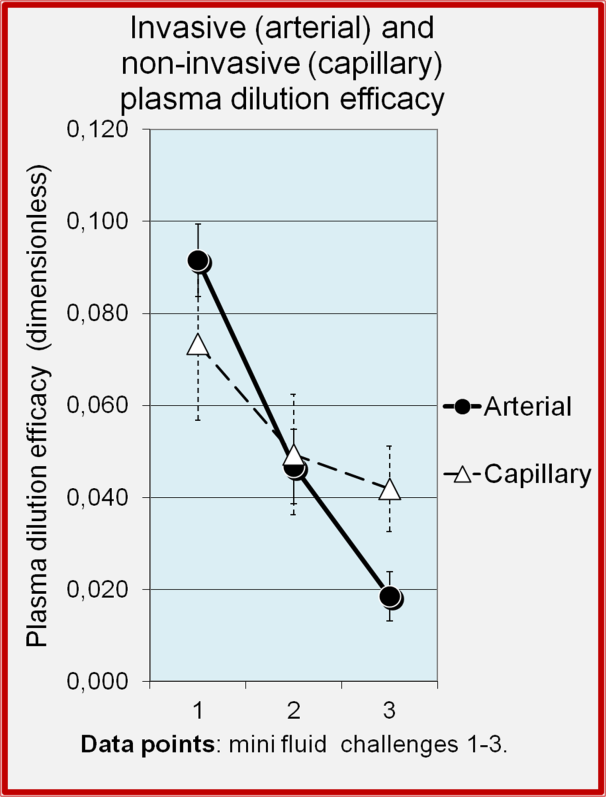 Invasive (arterial) and
non-invasive (capillary)
plasma dilution efficacy
Plasma dilution efficacy (dimensionless)
0,120
0,100
0,080
0,060
0,040
0,020
0,000
1 2 3
Arterial
Capillary
Data points: mini fluid challenges 1-3.